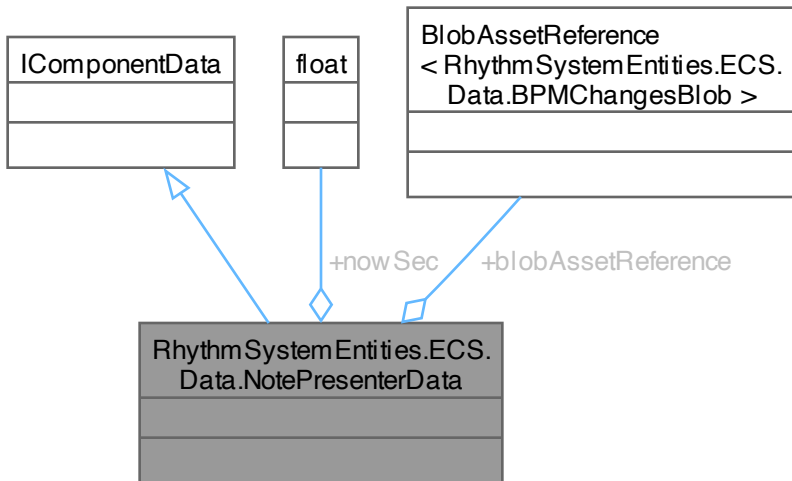 IComponentData
float
BlobAssetReference
< RhythmSystemEntities.ECS.
Data.BPMChangesBlob >
+nowSec
+blobAssetReference
RhythmSystemEntities.ECS.
Data.NotePresenterData